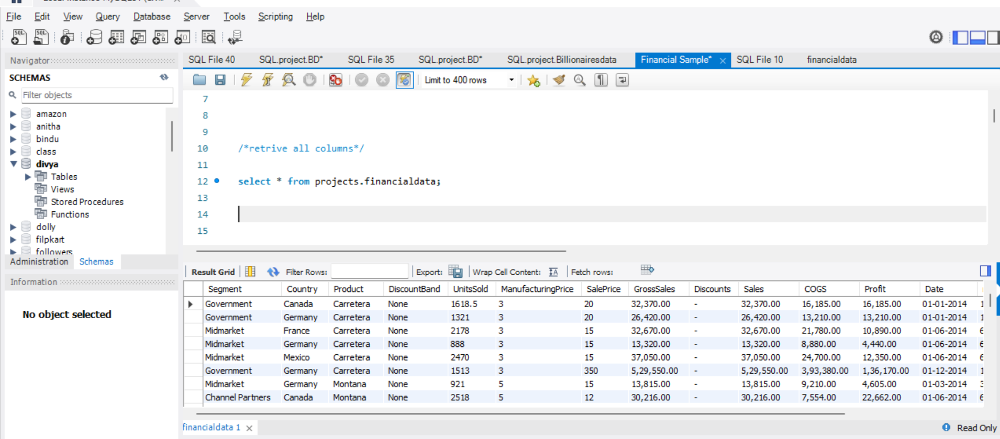 File Edit View Query Database Server Tools Scripting Help
Navigator
SCHEMAS
Filter objects
amazon
anitha
bindu
class
divya
Tables
Views
Stored Procedures
Functions
dolly
filpkart
followers
Administration Schemas
Information
No object selected
SQL File 40 SQL.project.BD* SQL File 35 SQL.project.BD* SQL.project.Billionairesdata Financial Sample* SQL File 10 financialdata
Limit to 400 rows
7
8
9
10 /*retrive all columns*/
11
12 select * from projects.financialdata;
13
14
15
Result Grid Filter Rows: Export: Wrap Cell Content: Fetch rows:
Segment Country Product DiscountBand UnitsSold ManufacturingPrice SalePrice GrossSales Discounts Sales COGS Profit Date
Government Canada Carretera None 1618.5 3 20 32,370.00 - 32,370.00 16,185.00 16,185.00 01-01-2014
Government Germany Carretera None 1321 3 20 26,420.00 - 26,420.00 13,210.00 13,210.00 01-01-2014
Midmarket France Carretera None 2178 3 15 32,670.00 - 32,670.00 21,780.00 10,890.00 01-06-2014
Midmarket Germany Carretera None 888 3 15 13,320.00 - 13,320.00 8,880.00 4,440.00 01-06-2014
Midmarket Mexico Carretera None 2470 3 15 37,050.00 - 37,050.00 24,700.00 12,350.00 01-06-2014
Government Germany Carretera None 1513 3 350 5,29,550.00 - 5,29,550.00 3,93,380.00 1,36,170.00 01-12-2014
Midmarket Germany Montana None 921 5 15 13,815.00 - 13,815.00 9,210.00 4,605.00 01-03-2014
Channel Partners Canada Montana None 2518 5 12 30,216.00 - 30,216.00 7,554.00 22,662.00 01-06-2014
financialdata 1
Read Only